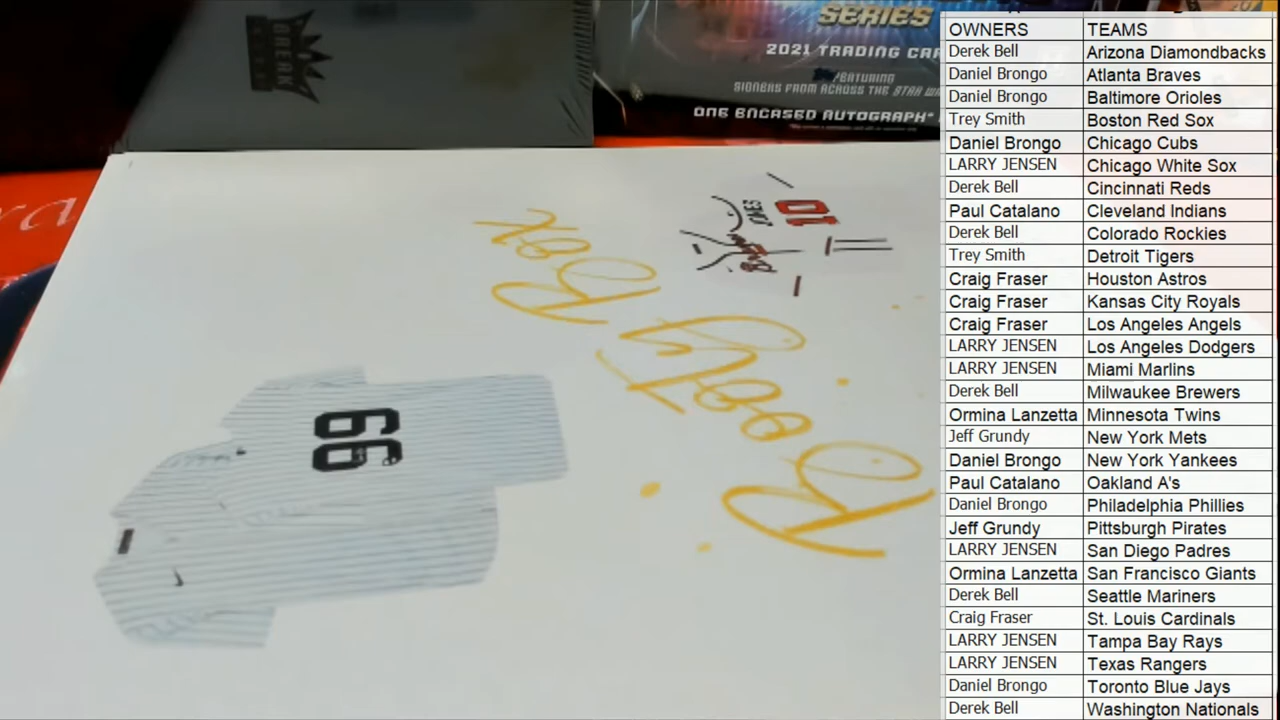 BREAK
SERIES
2021 TRADING CAR
FEATURING
SIGNERS FROM ACROSS THE STAR W
ONE ENCASED AUTOGRAPH*
JONES
10
Rip
Rox
99
OWNERS TEAMS
Derek Bell Arizona Diamondbacks
Daniel Brongo Atlanta Braves
Daniel Brongo Baltimore Orioles
Trey Smith Boston Red Sox
Daniel Brongo Chicago Cubs
LARRY JENSEN Chicago White Sox
Derek Bell Cincinnati Reds
Paul Catalano Cleveland Indians
Derek Bell Colorado Rockies
Trey Smith Detroit Tigers
Craig Fraser Houston Astros
Craig Fraser Kansas City Royals
Craig Fraser Los Angeles Angels
LARRY JENSEN Los Angeles Dodgers
LARRY JENSEN Miami Marlins
Derek Bell Milwaukee Brewers
Ormina Lanzetta Minnesota Twins
Jeff Grundy New York Mets
Daniel Brongo New York Yankees
Paul Catalano Oakland A's
Daniel Brongo Philadelphia Phillies
Jeff Grundy Pittsburgh Pirates
LARRY JENSEN San Diego Padres
Ormina Lanzetta San Francisco Giants
Derek Bell Seattle Mariners
Craig Fraser St. Louis Cardinals
LARRY JENSEN Tampa Bay Rays
LARRY JENSEN Texas Rangers
Daniel Brongo Toronto Blue Jays
Derek Bell Washington Nationals